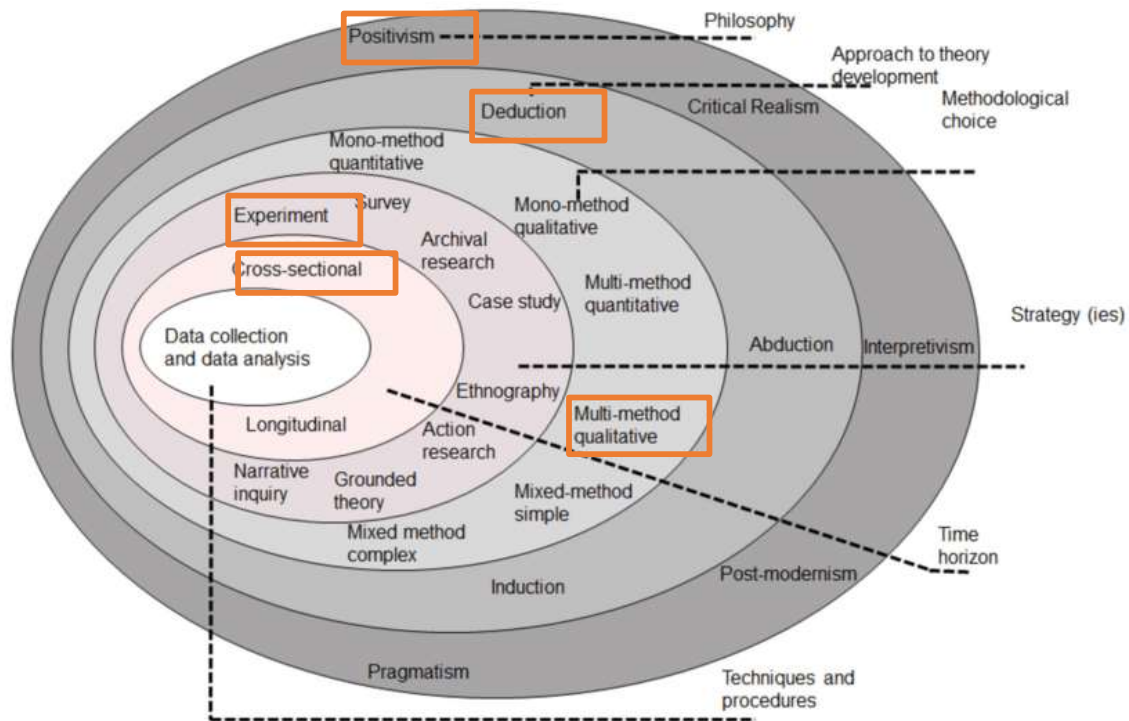 Philosophy
Positivism
Approach to theory
development
Deduction
Critical Realism
Methodological
choice
Mono-method
quantitative
Survey
Experiment
Mono-method
qualitative
Archival
research
Cross-sectional
Multi-method
quantitative
Case study
Strategy (ies)
Data collection
and data analysis
Abduction
Interpretivism
Ethnography
Multi-method
qualitative
Longitudinal
Action
research
Narrative
inquiry
Grounded
theory
Mixed-method
simple
Mixed method
complex
Time
horizon
Post-modernism
Induction
Pragmatism
Techniques and
procedures